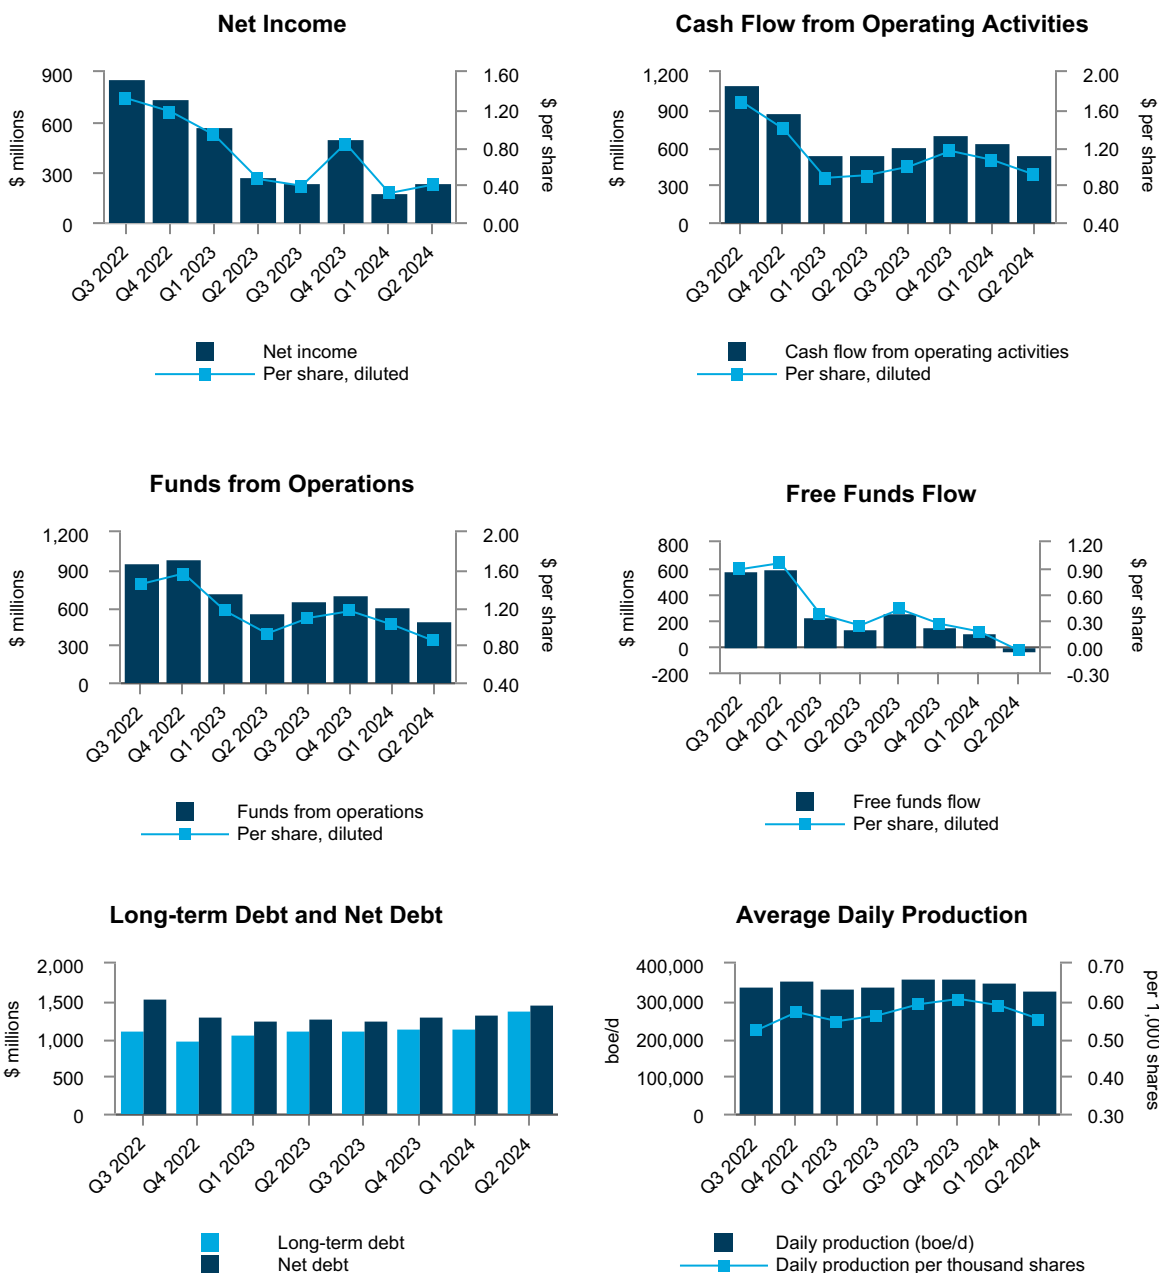 Net Income
$ millions
900
600
300
0
1.60
1.20
0.80
0.40
0.00
$ per share
Q3 2022
Q4 2022
Q1 2023
Q2 2023
Q3 2023
Q4 2023
Q1 2024
Q2 2024
Net income
Per share, diluted
Cash Flow from Operating Activities
$ millions
1,200
900
600
300
0
2.00
1.60
1.20
0.80
0.40
$ per share
Q3 2022
Q4 2022
Q1 2023
Q2 2023
Q3 2023
Q4 2023
Q1 2024
Q2 2024
Cash flow from operating activities
Per share, diluted
Funds from Operations
$ millions
1,200
900
600
300
0
2.00
1.60
1.20
0.80
0.40
$ per share
Q3 2022
Q4 2022
Q1 2023
Q2 2023
Q3 2023
Q4 2023
Q1 2024
Q2 2024
Funds from operations
Per share, diluted
Free Funds Flow
$ millions
800
600
400
200
0
-200
1.20
0.90
0.60
0.30
0.00
-0.30
$ per share
Q3 2022
Q4 2022
Q1 2023
Q2 2023
Q3 2023
Q4 2023
Q1 2024
Q2 2024
Free funds flow
Per share, diluted
Long-term Debt and Net Debt
$ millions
2,000
1,500
1,000
500
0
Q3 2022
Q4 2022
Q1 2023
Q2 2023
Q3 2023
Q4 2023
Q1 2024
Q2 2024
Long-term debt
Net debt
Average Daily Production
boe/d
400,000
300,000
200,000
100,000
0
0.70
0.60
0.50
0.40
0.30
per 1,000 shares
Q3 2022
Q4 2022
Q1 2023
Q2 2023
Q3 2023
Q4 2023
Q1 2024
Q2 2024
Daily production (boe/d)
Daily production per thousand shares